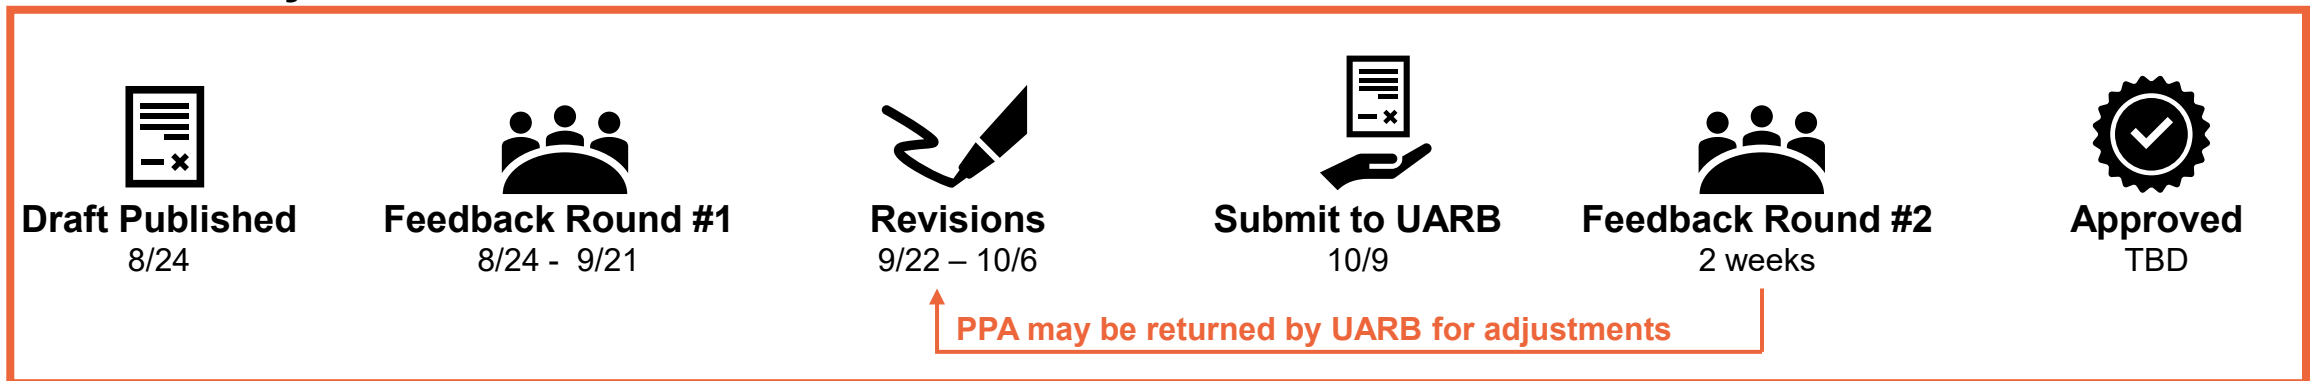 Draft Published
8/24
Feedback Round #1
8/24 -  9/21
Revisions
9/22 – 10/6
Submit to UARB
10/9
Feedback Round #2
2 weeks
Approved
TBD
PPA may be returned by UARB for adjustments